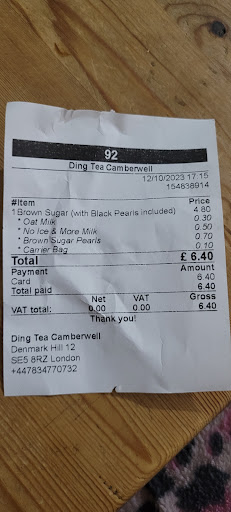 92
Ding Tea Camberwell
12/10/2023 17:15
154838914
#Item Price
1 Brown Sugar (with Black Pearls included) 4.80
* Oat Milk 0.30
* No Ice & More Milk 0.50
* Brown Sugar Pearls 0.70
* Carrier Bag 0.10
Total £ 6.40
Payment Amount
Card 6.40
Total paid 6.40
Net VAT Gross
VAT total: 0.00 0.00 6.40
Thank you!
Ding Tea Camberwell
Denmark Hill 12
SE5 8RZ London
+447834770732